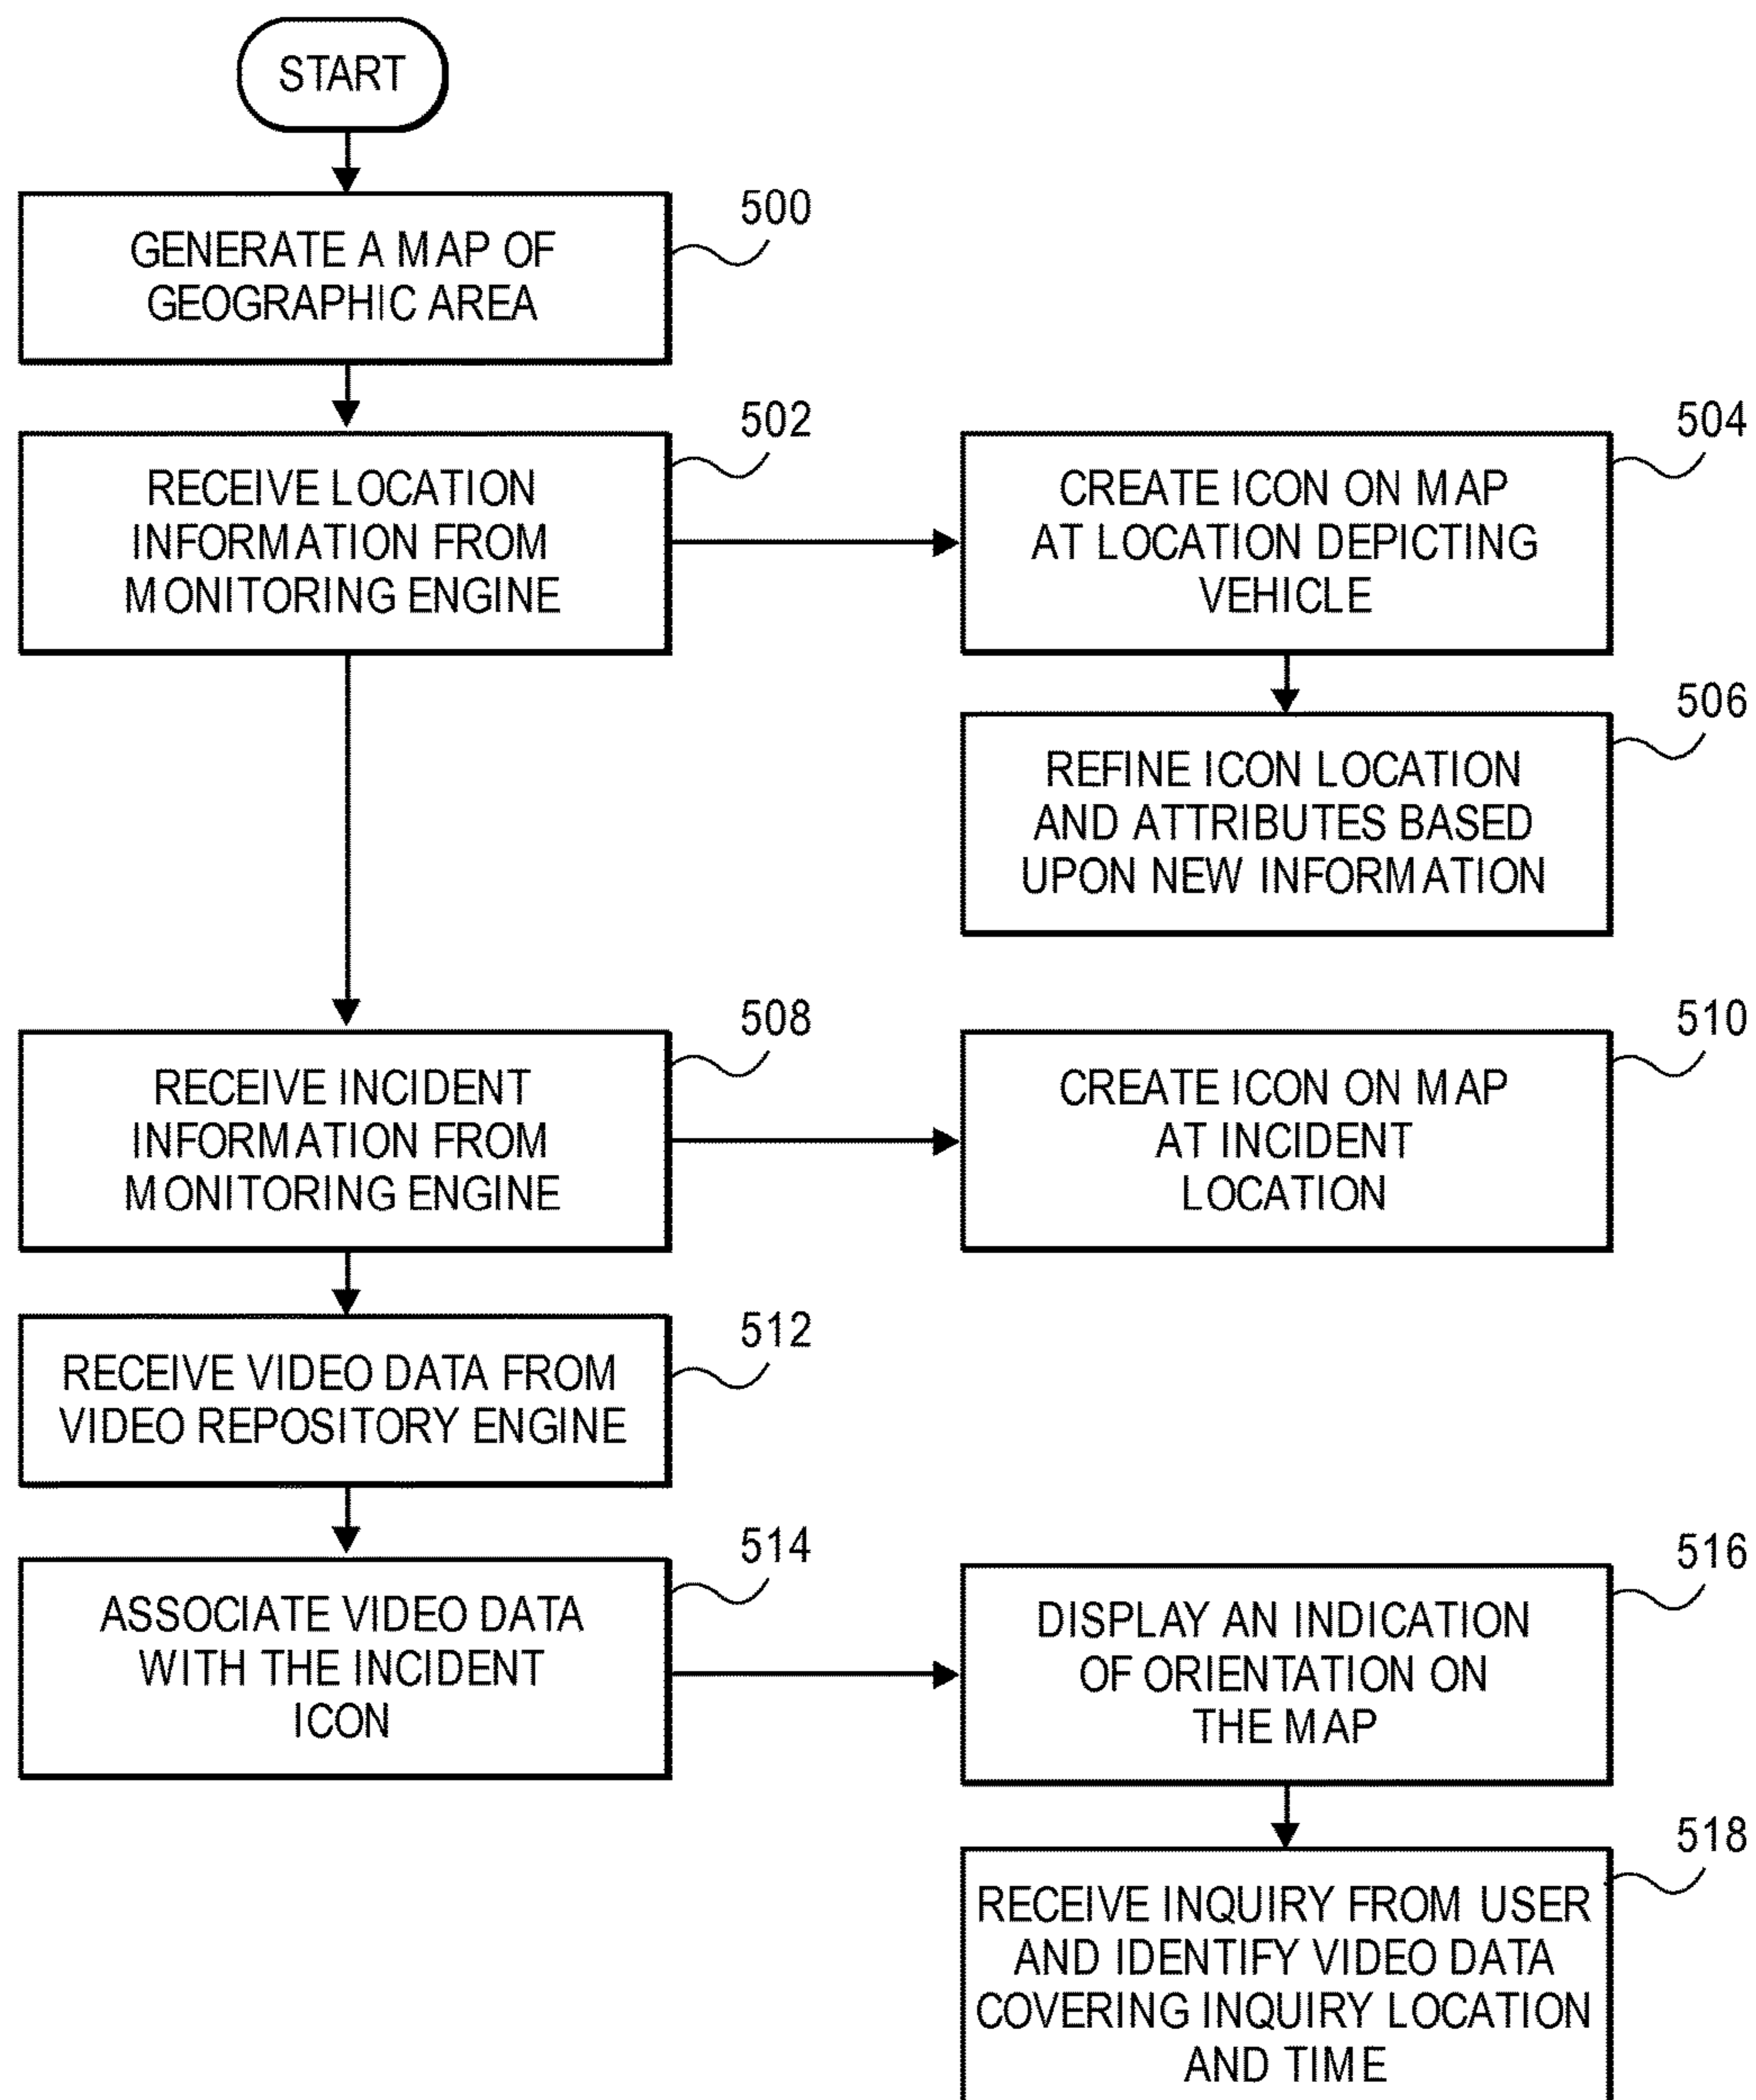 START
500
GENERATE A MAP OF
GEOGRAPHIC AREA
502
RECEIVE LOCATION
INFORMATION FROM
MONITORING ENGINE
504
CREATE ICON ON MAP
AT LOCATION DEPICTING
VEHICLE
506
REFINE ICON LOCATION
AND ATTRIBUTES BASED
UPON NEW INFORMATION
508
RECEIVE INCIDENT
INFORMATION FROM
MONITORING ENGINE
510
CREATE ICON ON MAP
AT INCIDENT
LOCATION
512
RECEIVE VIDEO DATA FROM
VIDEO REPOSITORY ENGINE
514
ASSOCIATE VIDEO DATA
WITH THE INCIDENT
ICON
516
DISPLAY AN INDICATION
OF ORIENTATION ON
THE MAP
518
RECEIVE INQUIRY FROM USER
AND IDENTIFY VIDEO DATA
COVERING INQUIRY LOCATION
AND TIME